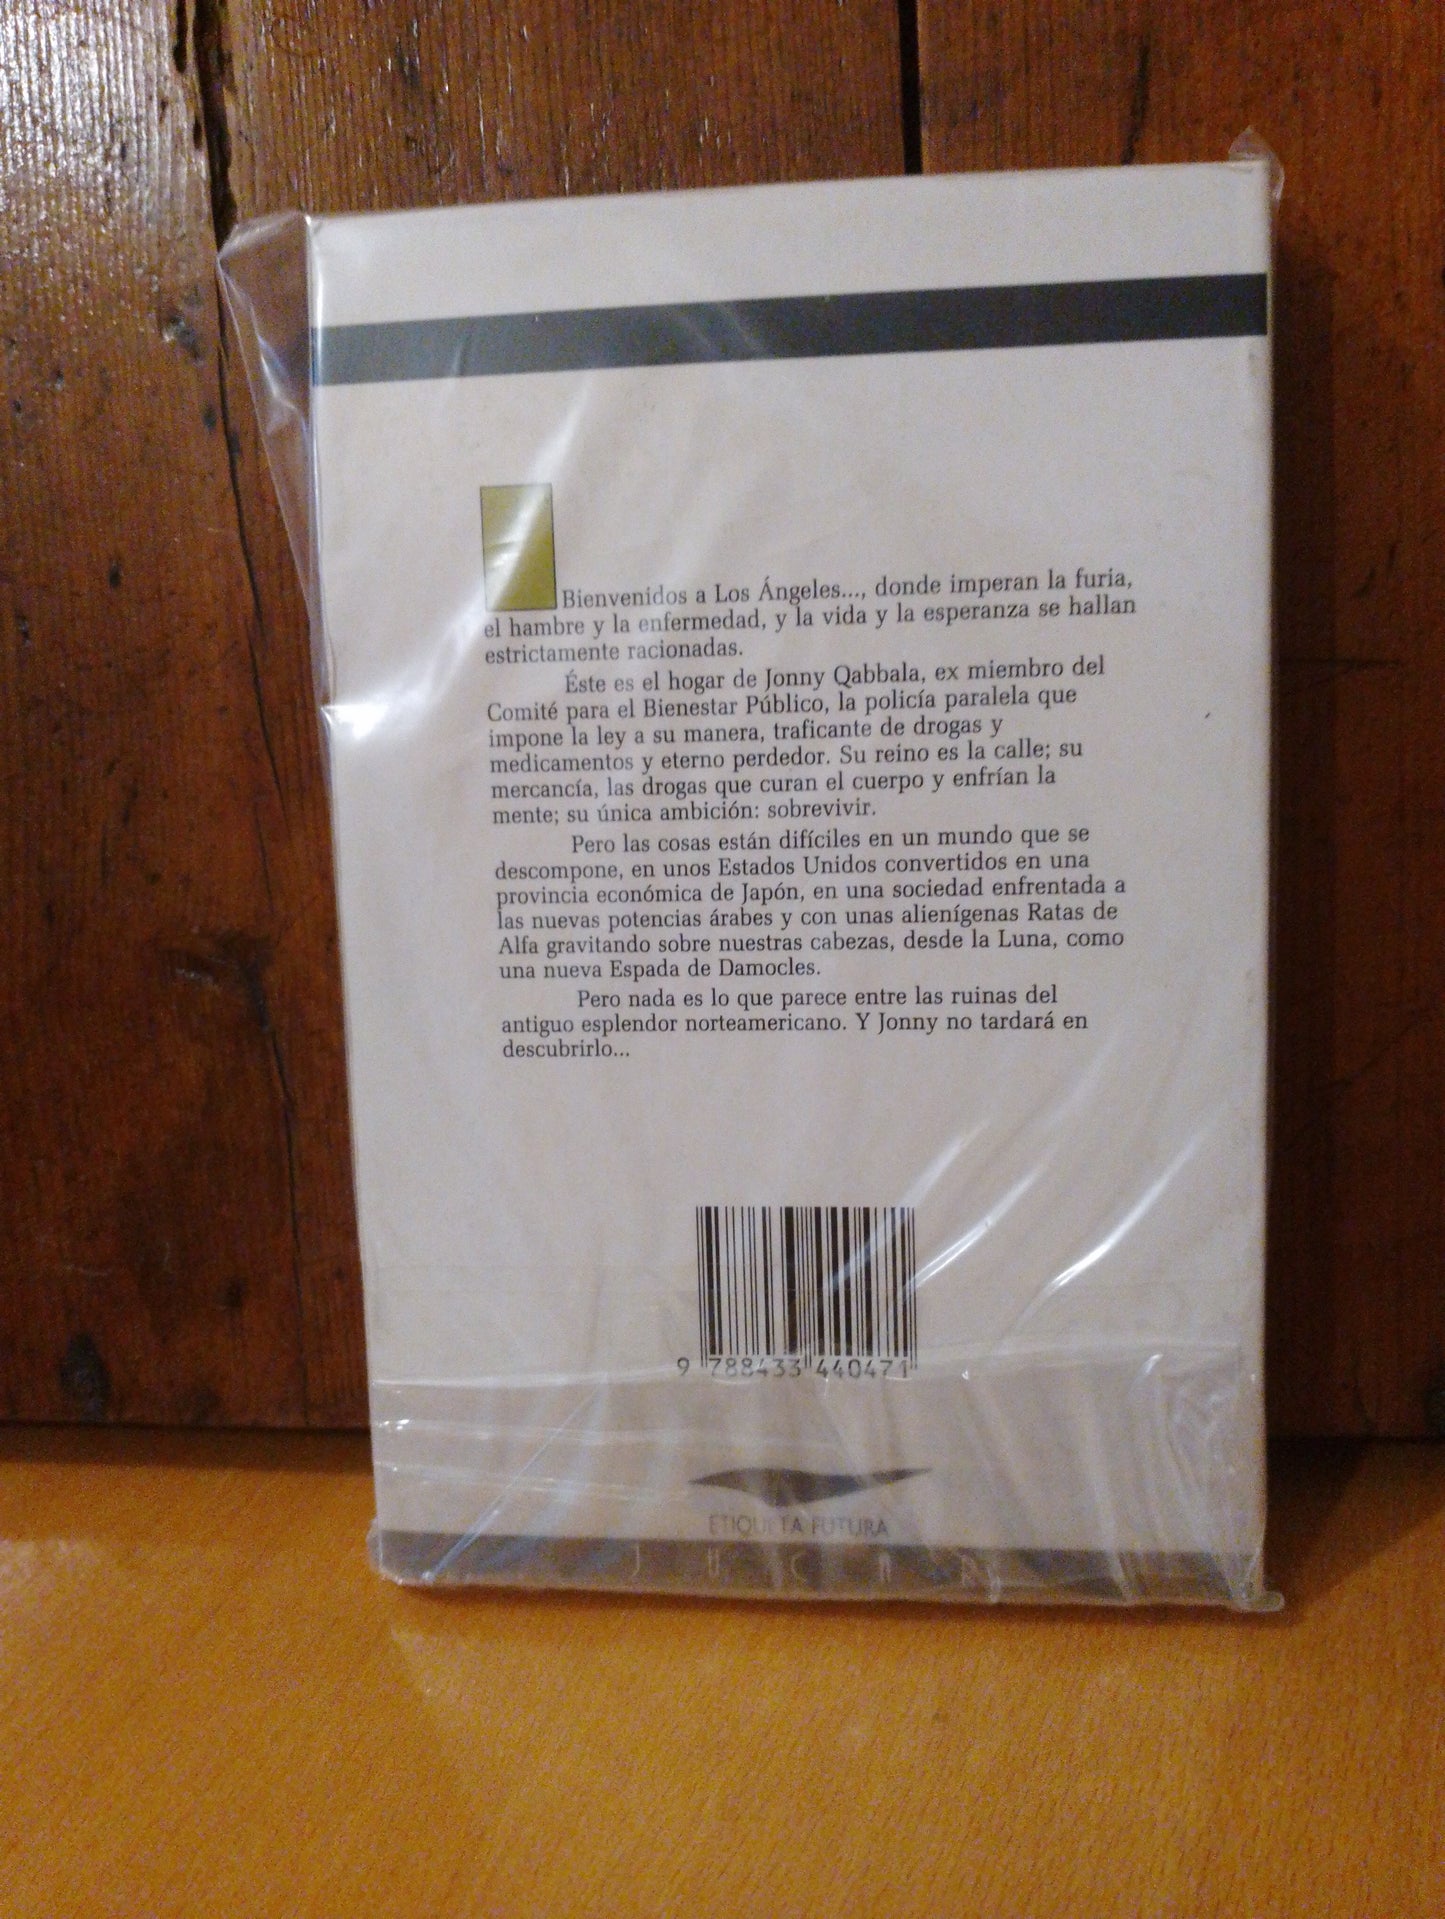 Bienvenidos a Los Ángeles..., donde imperan la furia,
el hambre y la enfermedad, y la vida y la esperanza se hallan
estrictamente racionadas.
Éste es el hogar de Jonny Qabbala, ex miembro del
Comité para el Bienestar Público, la policía paralela que
impone la ley a su manera, traficante de drogas y
medicamentos y eterno perdedor. Su reino es la calle; su
mercancía, las drogas que curan el cuerpo y enfrían la
mente; su única ambición: sobrevivir.
Pero las cosas están difíciles en un mundo que se
descompone, en unos Estados Unidos convertidos en una
provincia económica de Japón, en una sociedad enfrentada a
las nuevas potencias árabes y con unas alienígenas Ratas de
Alfa gravitando sobre nuestras cabezas, desde la Luna, como
una nueva Espada de Damocles.
Pero nada es lo que parece entre las ruinas del
antiguo esplendor norteamericano. Y Jonny no tardará en
descubrirlo...
9 788433 440471
ETIQUETA FUTURA
JUCAR